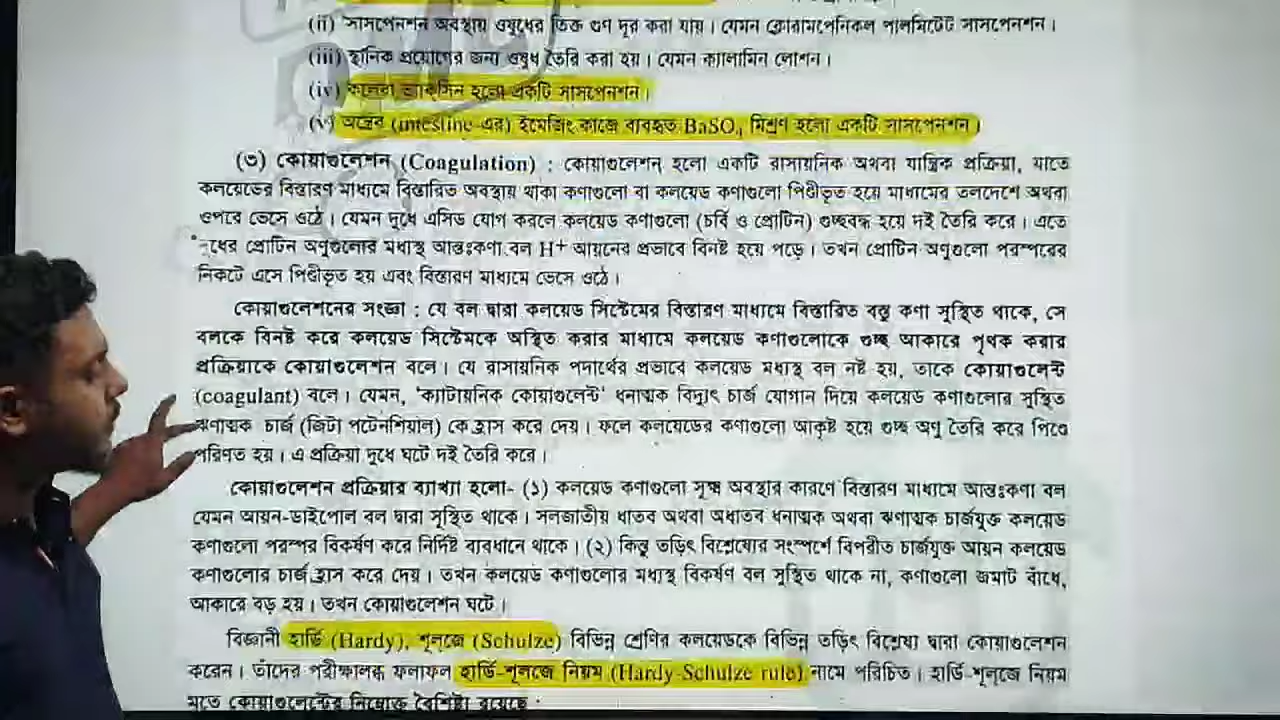 (ii) সাসপেনশন অবস্থায় ওষুধের তিক্ত গুণ দূর করা যায়। যেমন ক্লোরামপেনিকল পালমিটেট সাসপেনশন।
(iii) স্থানিক প্রয়োগের জন্য ওষুধ তৈরি করা হয়। যেমন ক্যালামিন লোশন।
(iv) কলেরা ভ্যাকসিন হলো একটি সাসপেনশন।
(v) অন্ত্রের (intestine-এর) ইমেজিং কাজে ব্যবহৃত BaSO₄ মিশ্রণ হলো একটি সাসপেনশন)
(৩) কোয়াগুলেশন (Coagulation) : কোয়াগুলেশন হলো একটি রাসায়নিক অথবা যান্ত্রিক প্রক্রিয়া, যাতে
কলয়েডের বিস্তারণ মাধ্যমে বিস্তারিত অবস্থায় থাকা কণাগুলো বা কলয়েড কণাগুলো পিণ্ডীভূত হয়ে মাধ্যমের তলদেশে অথবা
ওপরে ভেসে ওঠে। যেমন দুধে এসিড যোগ করলে কলয়েড কণাগুলো (চর্বি ও প্রোটিন) গুচ্ছবদ্ধ হয়ে দই তৈরি করে। এতে
ুধের প্রোটিন অণুগুলোর মধ্যস্থ আন্তঃকণা বল H+ আয়নের প্রভাবে বিনষ্ট হয়ে পড়ে। তখন প্রোটিন অণুগুলো পরস্পরের
নিকটে এসে পিণ্ডীভূত হয় এবং বিস্তারণ মাধ্যমে ভেসে ওঠে।
কোয়াগুলেশনের সংজ্ঞা : যে বল দ্বারা কলয়েড সিস্টেমের বিস্তারণ মাধ্যমে বিস্তারিত বস্তু কণা সুস্থিত থাকে, সে
বলকে বিনষ্ট করে কলয়েড সিস্টেমকে অস্থিত করার মাধ্যমে কলয়েড কণাগুলোকে গুচ্ছ আকারে পৃথক করার
প্রক্রিয়াকে কোয়াগুলেশন বলে। যে রাসায়নিক পদার্থের প্রভাবে কলয়েড মধ্যস্থ বল নষ্ট হয়, তাকে কোয়াগুলেন্ট
(coagulant) বলে। যেমন, 'ক্যাটায়নিক কোয়াগুলেন্ট' ধনাত্মক বিদ্যুৎ চার্জ যোগান দিয়ে কলয়েড কণাগুলোর সুস্থিত
ঋণাত্মক চার্জ (জিটা পটেনশিয়াল) কে হ্রাস করে দেয়। ফলে কলয়েডের কণাগুলো আকৃষ্ট হয়ে গুচ্ছ অণু তৈরি করে পিণ্ডে
পরিণত হয়। এ প্রক্রিয়া দুধে ঘটে দই তৈরি করে।
কোয়াগুলেশন প্রক্রিয়ার ব্যাখ্যা হলো- (১) কলয়েড কণাগুলো সূক্ষ্ম অবস্থার কারণে বিস্তারণ মাধ্যমে আন্তঃকণা বল
যেমন আয়ন-ডাইপোল বল দ্বারা সুস্থিত থাকে। সলজাতীয় ধাতব অথবা অধাতব ধনাত্মক অথবা ঋণাত্মক চার্জযুক্ত কলয়েড
কণাগুলো পরস্পর বিকর্ষণ করে নির্দিষ্ট ব্যবধানে থাকে। (২) কিন্তু তড়িৎ বিশ্লেষ্যের সংস্পর্শে বিপরীত চার্জযুক্ত আয়ন কলয়েড
কণাগুলোর চার্জ হ্রাস করে দেয়। তখন কলয়েড কণাগুলোর মধ্যস্থ বিকর্ষণ বল সুস্থিত থাকে না, কণাগুলো জমাট বাঁধে,
আকারে বড় হয়। তখন কোয়াগুলেশন ঘটে।
বিজ্ঞানী হার্ডি (Hardy), শূলজে (Schulze) বিভিন্ন শ্রেণির কলয়েডকে বিভিন্ন তড়িৎ বিশ্লেষ্য দ্বারা কোয়াগুলেশন
করেন। তাঁদের পরীক্ষালব্ধ ফলাফল হার্ডি-শূলজে নিয়ম (Hardy-Schulze rule) নামে পরিচিত। হার্ডি-শূলজে নিয়ম
মতে কোয়াগুলেন্টের নিম্নোক্ত বৈশিষ্ট্য রয়েছে :